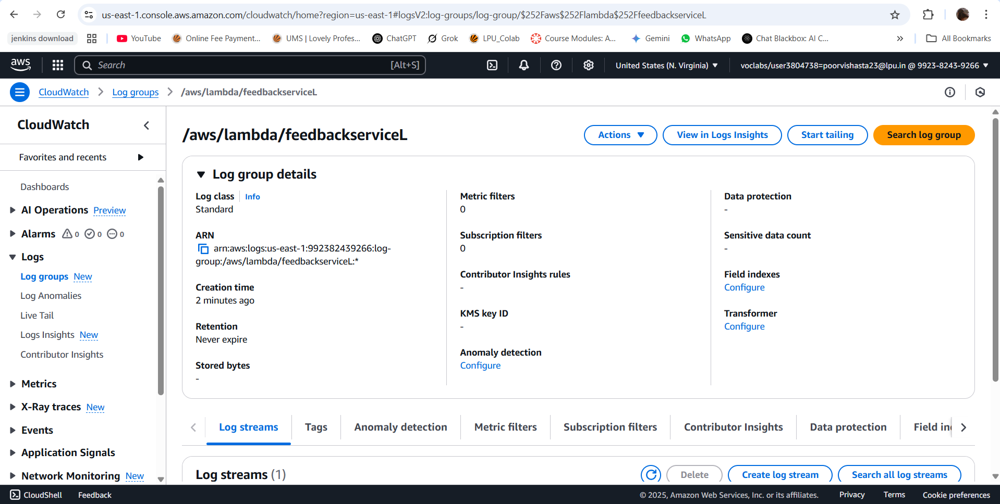 us-east-1.console.aws.amazon.com/cloudwatch/home?region=us-east-1#logsV2:log-groups/log-group/$252Faws$252Flambda$252FfeedbackserviceL
jenkins download YouTube Online Fee Payment... UMS | Lovely Profes... ChatGPT Grok LPU_Colab Course Modules: A... Gemini WhatsApp Chat Blackbox: AI C... » All Bookmarks
aws Search [Alt+S] United States (N. Virginia) voclabs/user3804738=poorvishasta23@lpu.in @ 9923-8243-9266
CloudWatch Log groups /aws/lambda/feedbackserviceL
CloudWatch
Favorites and recents
Dashboards
AI Operations Preview
Alarms 0 0 0
Logs
Log groups New
Log Anomalies
Live Tail
Logs Insights New
Contributor Insights
Metrics
X-Ray traces New
Events
Application Signals
Network Monitoring New
/aws/lambda/feedbackserviceL
Actions View in Logs Insights Start tailing Search log group
Log group details
Log class Info
Standard
ARN
arn:aws:logs:us-east-1:992382439266:log-
group:/aws/lambda/feedbackserviceL:*
Creation time
2 minutes ago
Retention
Never expire
Stored bytes
-
Metric filters
0
Subscription filters
0
Contributor Insights rules
-
KMS key ID
-
Anomaly detection
Configure
Data protection
-
Sensitive data count
-
Field indexes
Configure
Transformer
Configure
Log streams Tags Anomaly detection Metric filters Subscription filters Contributor Insights Data protection Field in
Log streams (1)
Delete Create log stream Search all log streams
CloudShell Feedback © 2025, Amazon Web Services, Inc. or its affiliates. Privacy Terms Cookie preferences